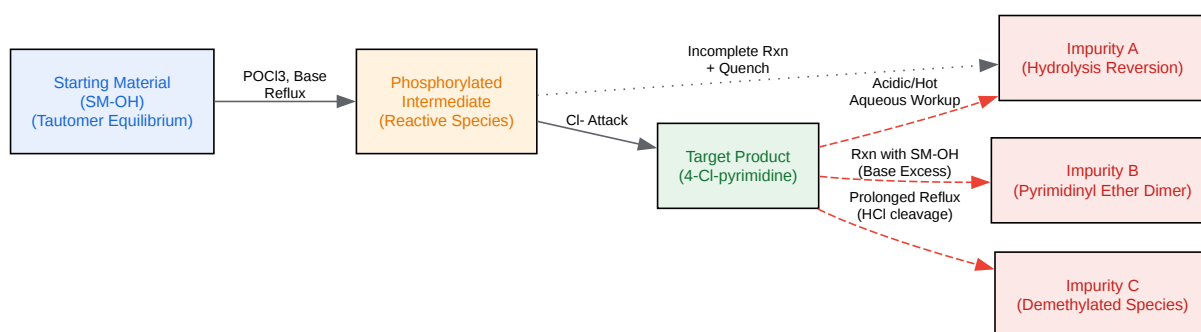 Starting Material
(SM-OH)
(Tautomer Equilibrium)
POCl3, Base
Reflux
Phosphorylated
Intermediate
(Reactive Species)
Incomplete Rxn
+ Quench
Cl- Attack
Target Product
(4-Cl-pyrimidine)
Acidic/Hot
Aqueous Workup
Rxn with SM-OH
(Base Excess)
Prolonged Reflux
(HCl cleavage)
Impurity A
(Hydrolysis Reversion)
Impurity B
(Pyrimidinyl Ether Dimer)
Impurity C
(Demethylated Species)